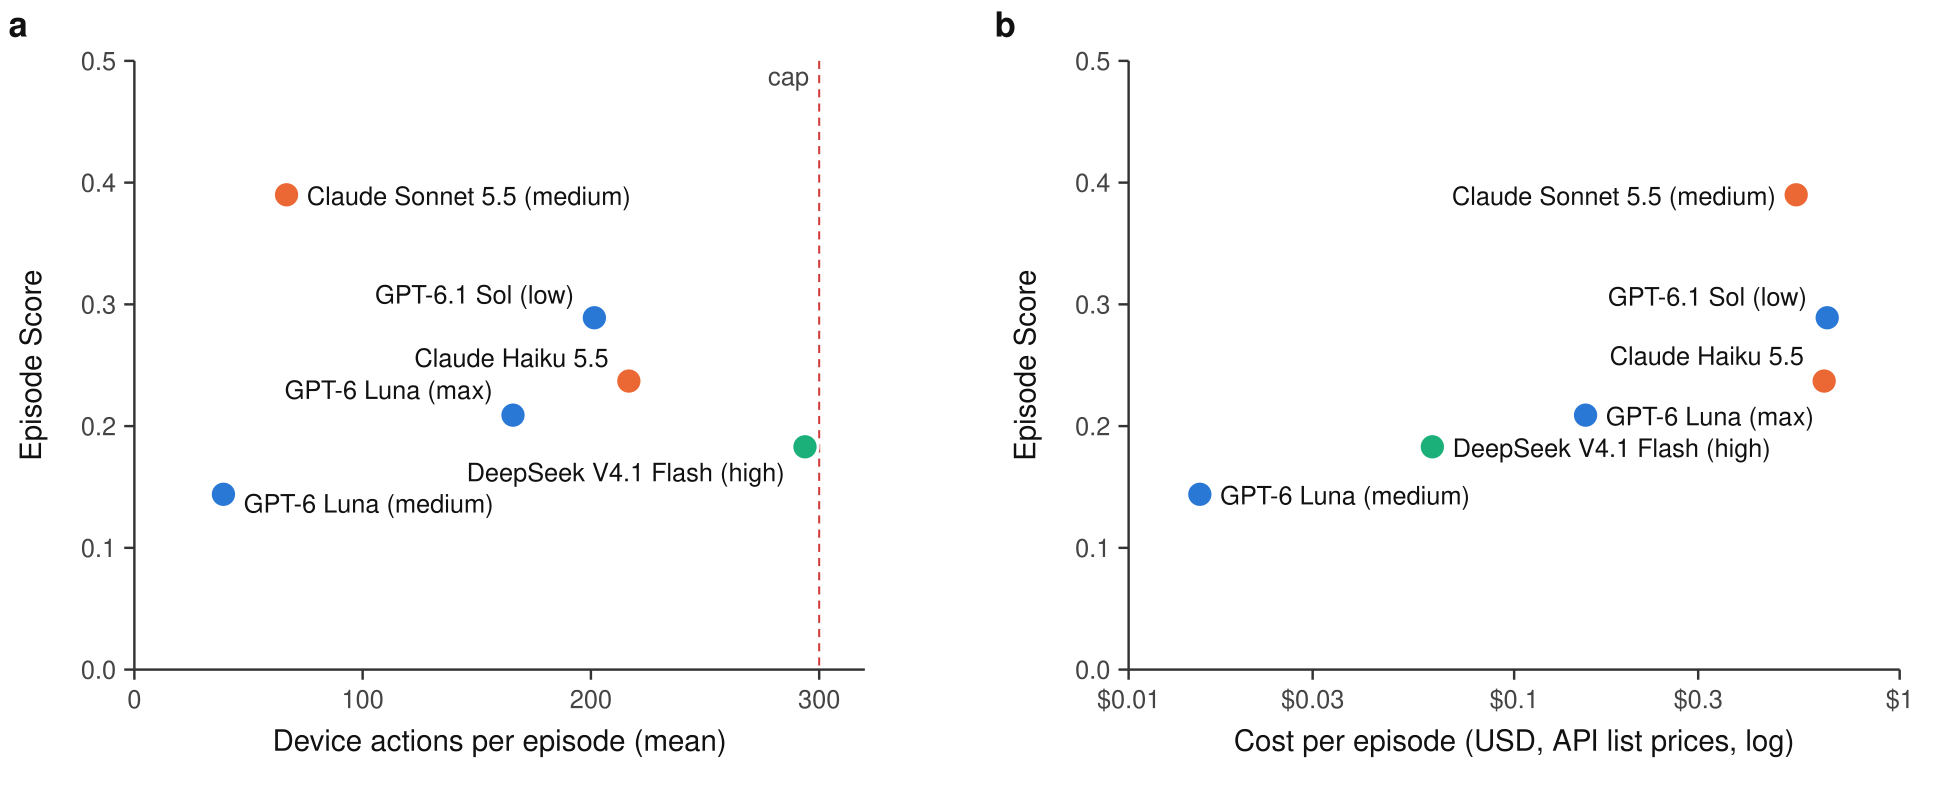 a
0.5
0.4
0.3
0.2
0.1
0.0
Episode Score
cap
Claude Sonnet 5.5 (medium)
GPT-6.1 Sol (low)
Claude Haiku 5.5
GPT-6 Luna (max)
DeepSeek V4.1 Flash (high)
GPT-6 Luna (medium)
0 100 200 300
Device actions per episode (mean)
b
0.5
0.4
0.3
0.2
0.1
0.0
Episode Score
Claude Sonnet 5.5 (medium)
GPT-6.1 Sol (low)
Claude Haiku 5.5
GPT-6 Luna (max)
DeepSeek V4.1 Flash (high)
GPT-6 Luna (medium)
$0.01 $0.03 $0.1 $0.3 $1
Cost per episode (USD, API list prices, log)